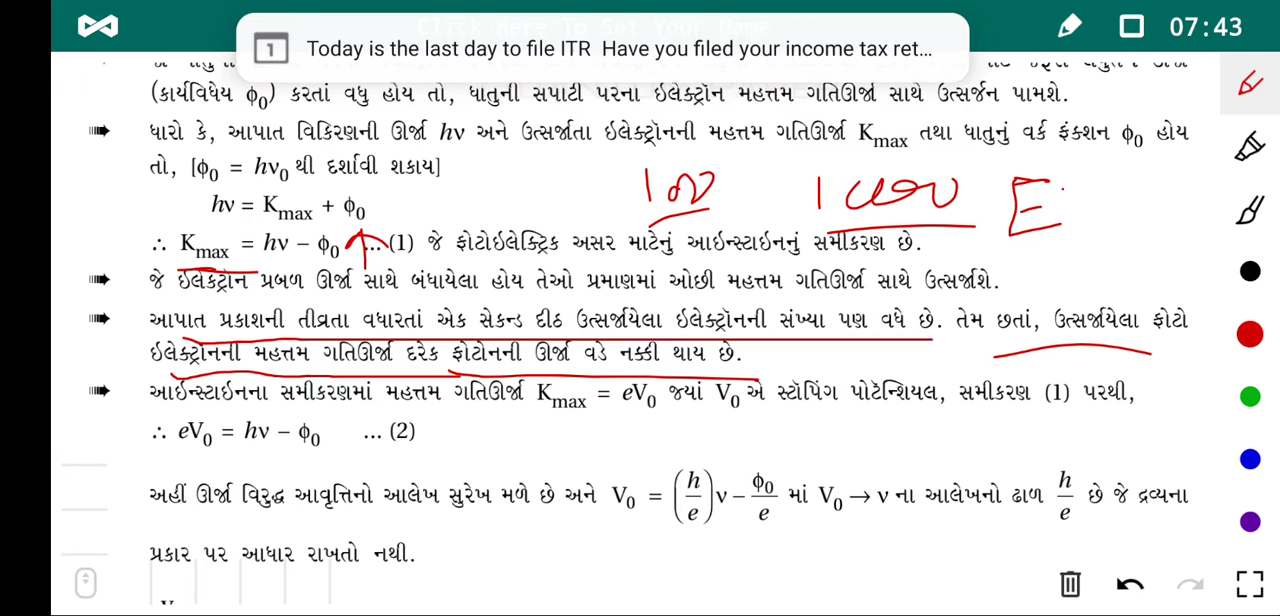 Click Here To Set Your Name
07:43
1 Today is the last day to file ITR Have you filed your income tax ret...
(કાર્યવિધેય ϕ₀) કરતાં વધુ હોય તો, ધાતુની સપાટી પરના ઇલેક્ટ્રૉન મહત્તમ ગતિઊર્જા સાથે ઉત્સર્જન પામશે.
➠ ધારો કે, આપાત વિકિરણની ઊર્જા hν અને ઉત્સર્જાતા ઇલેક્ટ્રૉનની મહત્તમ ગતિઊર્જા Kmax તથા ધાતુનું વર્ક ફંક્શન ϕ₀ હોય
તો, [ϕ₀ = hν₀ થી દર્શાવી શકાય]
hν = Kmax + ϕ₀
∴ Kmax = hν − ϕ₀ ... (1) જે ફોટોઇલેક્ટ્રિક અસર માટેનું આઇન્સ્ટાઇનનું સમીકરણ છે.
E
➠ જે ઇલેક્ટ્રૉન પ્રબળ ઊર્જા સાથે બંધાયેલા હોય તેઓ પ્રમાણમાં ઓછી મહત્તમ ગતિઊર્જા સાથે ઉત્સર્જાશે.
➠ આપાત પ્રકાશની તીવ્રતા વધારતાં એક સેકન્ડ દીઠ ઉત્સર્જાયેલા ઇલેક્ટ્રૉનની સંખ્યા પણ વધે છે. તેમ છતાં, ઉત્સર્જાયેલા ફોટો
ઇલેક્ટ્રૉનની મહત્તમ ગતિઊર્જા દરેક ફોટોનની ઊર્જા વડે નક્કી થાય છે.
➠ આઇન્સ્ટાઇનના સમીકરણમાં મહત્તમ ગતિઊર્જા Kmax = eV₀ જ્યાં V₀ એ સ્ટૉપિંગ પોટૅન્શિયલ, સમીકરણ (1) પરથી,
∴ eV₀ = hν − ϕ₀ ... (2)
અહીં ઊર્જા વિરુદ્ધ આવૃત્તિનો આલેખ સુરેખ મળે છે અને V₀ = (h/e)ν − ϕ₀/e માં V₀ → ν ના આલેખનો ઢાળ h/e છે જે દ્રવ્યના
પ્રકાર પર આધાર રાખતો નથી.